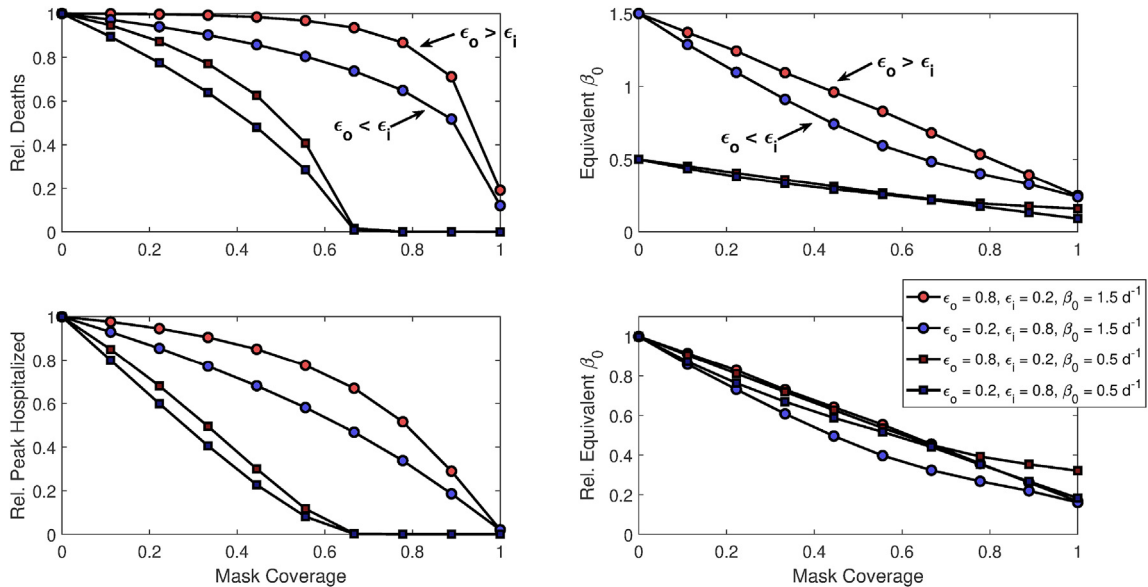 Rel. Deaths
1
0.8
0.6
0.4
0.2
0
0 0.2 0.4 0.6 0.8 1
ϵo > ϵi
ϵo < ϵi
Equivalent β0
1.5
1
0.5
0
0 0.2 0.4 0.6 0.8 1
ϵo > ϵi
ϵo < ϵi
Rel. Peak Hospitalized
1
0.8
0.6
0.4
0.2
0
0 0.2 0.4 0.6 0.8 1
Mask Coverage
Rel. Equivalent β0
1
0.8
0.6
0.4
0.2
0
0 0.2 0.4 0.6 0.8 1
Mask Coverage
ϵo = 0.8, ϵi = 0.2, β0 = 1.5 d-1
ϵo = 0.2, ϵi = 0.8, β0 = 1.5 d-1
ϵo = 0.8, ϵi = 0.2, β0 = 0.5 d-1
ϵo = 0.2, ϵi = 0.8, β0 = 0.5 d-1